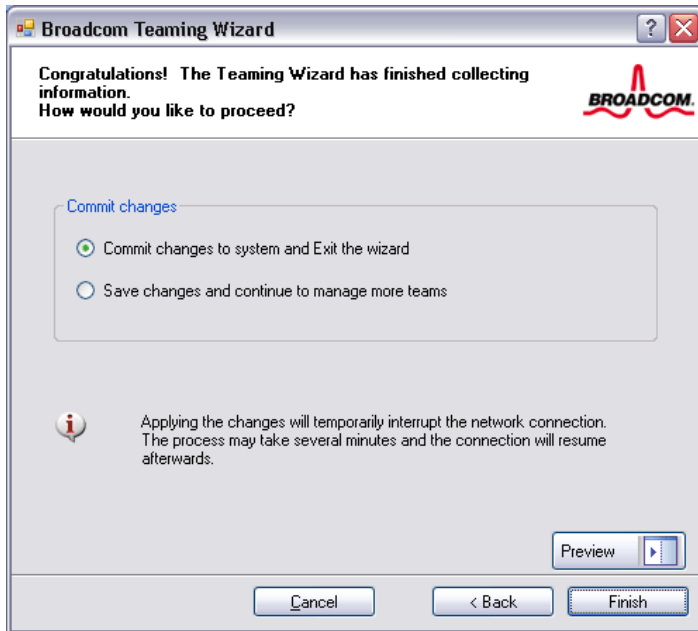 Broadcom Teaming Wizard
Congratulations!  The Teaming Wizard has finished collecting
information.
How would you like to proceed?
BROADCOM.
Commit changes
Commit changes to system and Exit the wizard
Save changes and continue to manage more teams
Applying the changes will temporarily interrupt the network connection.
The process may take several minutes and the connection will resume
afterwards.
Preview
Cancel
< Back
Finish